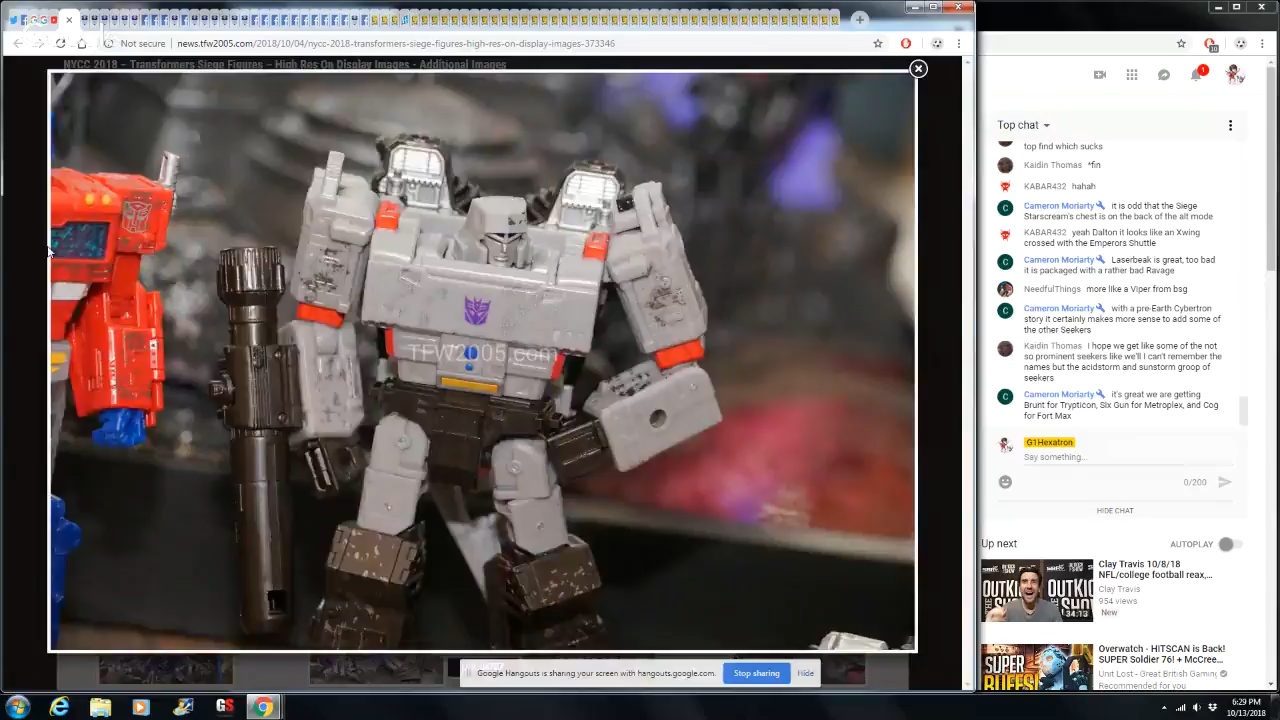 Not secure
news.tfw2005.com/2018/10/04/nycc-2018-transformers-siege-figures-high-res-on-display-images-373346
NYCC 2018 – Transformers Siege Figures – High Res On Display Images - Additional Images
TFW2005.com
Google Hangouts is sharing your screen with hangouts.google.com.
Stop sharing
Hide
10
1
Top chat
top find which sucks
Kaidin Thomas *fin
KABAR432 hahah
Cameron Moriarty it is odd that the Siege
Starscream's chest is on the back of the alt mode
KABAR432 yeah Dalton it looks like an Xwing
crossed with the Emperors Shuttle
Cameron Moriarty Laserbeak is great, too bad
it is packaged with a rather bad Ravage
NeedfulThings more like a Viper from bsg
Cameron Moriarty with a pre-Earth Cybertron
story it certainly makes more sense to add some of
the other Seekers
Kaidin Thomas I hope we get like some of the not
so prominent seekers like we'll I can't remember the
names but the acidstorm and sunstorm groop of
seekers
Cameron Moriarty it's great we are getting
Brunt for Trypticon, Six Gun for Metroplex, and Cog
for Fort Max
G1Hexatron
Say something...
0/200
HIDE CHAT
Up next
AUTOPLAY
OUTKI
THE SHOW
34:13
Clay Travis 10/8/18
NFL/college football reax,...
Clay Travis
954 views
New
SUPER
BUFFS!
Overwatch - HITSCAN is Back!
SUPER Soldier 76! + McCree...
Unit Lost - Great British Gaming
Recommended for you
GS
6:29 PM
10/13/2018